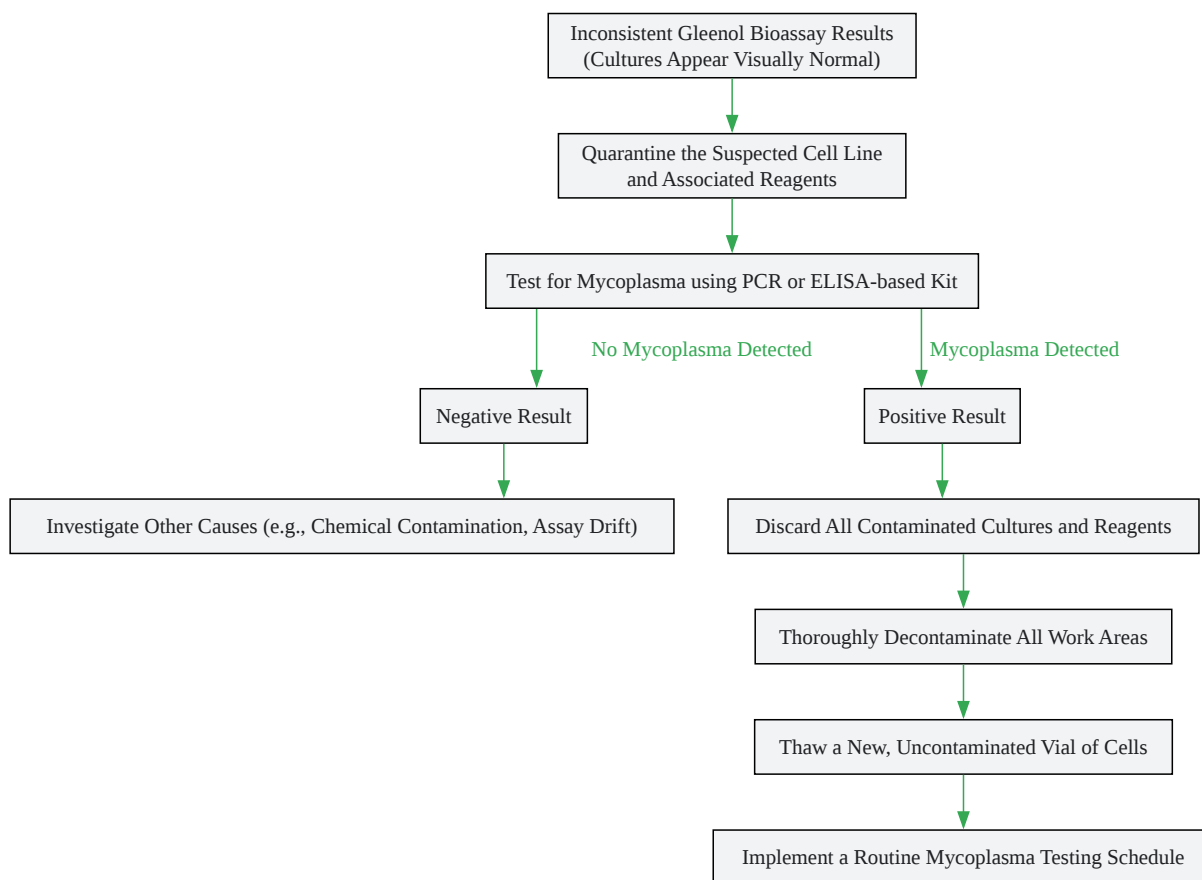 Inconsistent Gleenol Bioassay Results
(Cultures Appear Visually Normal)
Quarantine the Suspected Cell Line
and Associated Reagents
Test for Mycoplasma using PCR or ELISA-based Kit
No Mycoplasma Detected
Mycoplasma Detected
Negative Result
Positive Result
Investigate Other Causes (e.g., Chemical Contamination, Assay Drift)
Discard All Contaminated Cultures and Reagents
Thoroughly Decontaminate All Work Areas
Thaw a New, Uncontaminated Vial of Cells
Implement a Routine Mycoplasma Testing Schedule